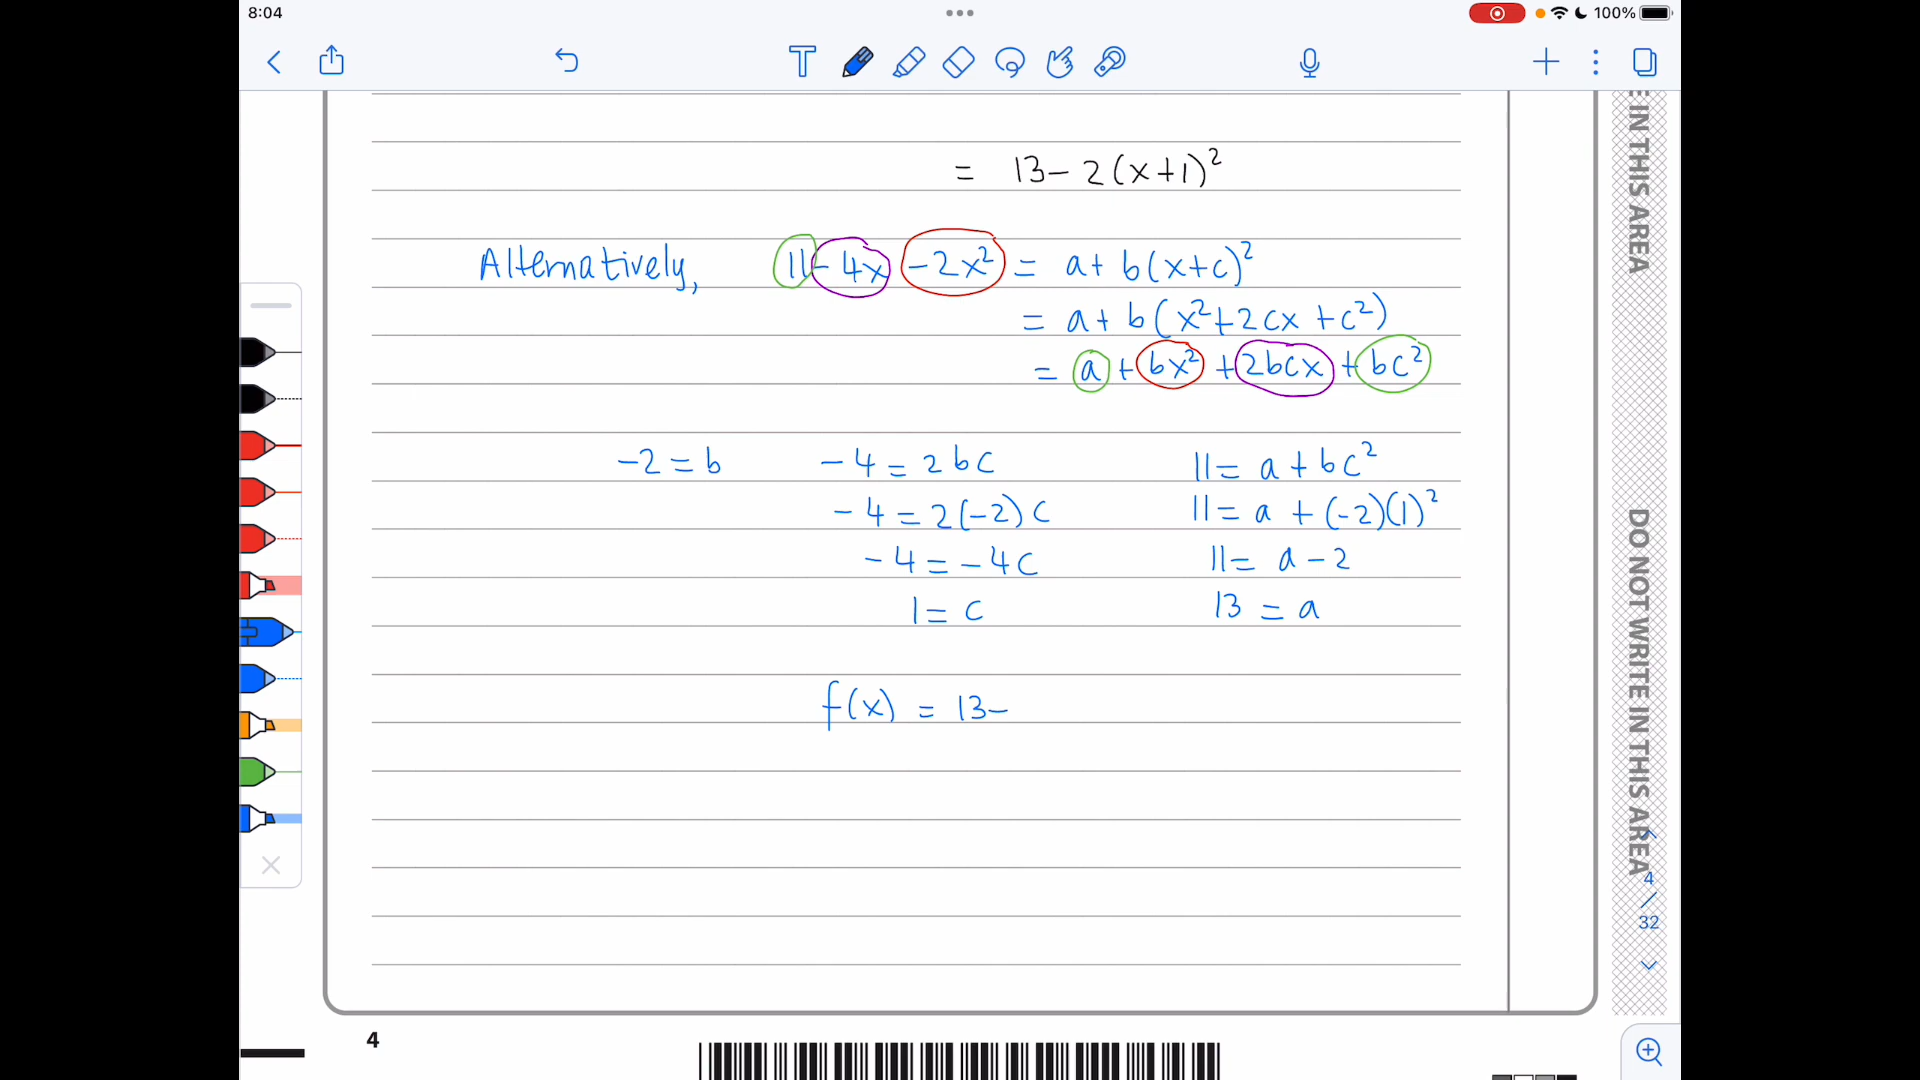 8:04
100%
= 13 - 2(x+1)²
Alternatively, 11 - 4x - 2x² = a + b(x+c)²
= a + b(x² + 2cx + c²)
= a + bx² + 2bcx + bc²
-2 = b    -4 = 2bc    11 = a + bc²
-4 = 2(-2)c    11 = a + (-2)(1)²
-4 = -4c    11 = a - 2
1 = c    13 = a
f(x) = 13 -
IN THIS AREA
DO NOT WRITE IN THIS AREA
4
/
32
4